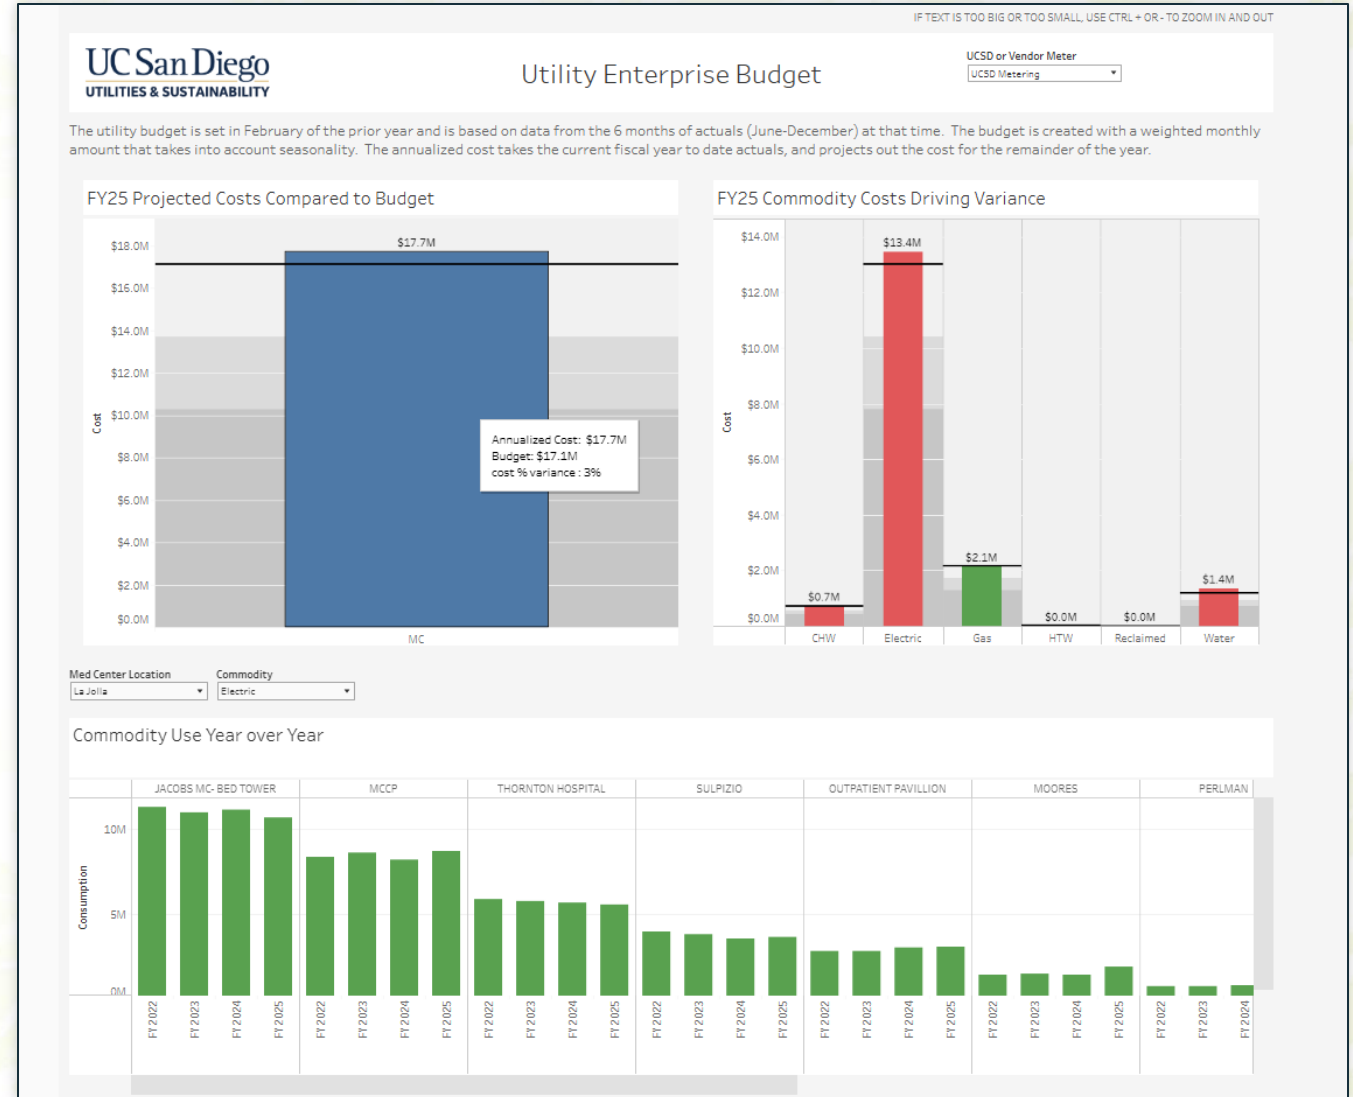 IF TEXT IS TOO BIG OR TOO SMALL, USE CTRL + OR - TO ZOOM IN AND OUT
UC San Diego
UTILITIES & SUSTAINABILITY
Utility Enterprise Budget
UCSD or Vendor Meter
UCSD Metering
The utility budget is set in February of the prior year and is based on data from the 6 months of actuals (June-December) at that time. The budget is created with a weighted monthly
amount that takes into account seasonality. The annualized cost takes the current fiscal year to date actuals, and projects out the cost for the remainder of the year.
FY25 Projected Costs Compared to Budget
$18.0M
$16.0M
$14.0M
$12.0M
$10.0M
$8.0M
$6.0M
$4.0M
$2.0M
$0.0M
Cost
$17.7M
Annualized Cost: $17.7M
Budget: $17.1M
cost % variance : 3%
MC
FY25 Commodity Costs Driving Variance
$14.0M
$12.0M
$10.0M
$8.0M
$6.0M
$4.0M
$2.0M
$0.0M
Cost
$0.7M
$13.4M
$2.1M
$0.0M
$0.0M
$1.4M
CHW
Electric
Gas
HTW
Reclaimed
Water
Med Center Location
La Jolla
Commodity
Electric
Commodity Use Year over Year
JACOBS MC- BED TOWER
MCCP
THORNTON HOSPITAL
SULPIZIO
OUTPATIENT PAVILLION
MOORES
PERLMAN
10M
5M
0M
Consumption
FY 2022
FY 2023
FY 2024
FY 2025
FY 2022
FY 2023
FY 2024
FY 2025
FY 2022
FY 2023
FY 2024
FY 2025
FY 2022
FY 2023
FY 2024
FY 2025
FY 2022
FY 2023
FY 2024
FY 2025
FY 2022
FY 2023
FY 2024
FY 2025
FY 2022
FY 2023
FY 2024